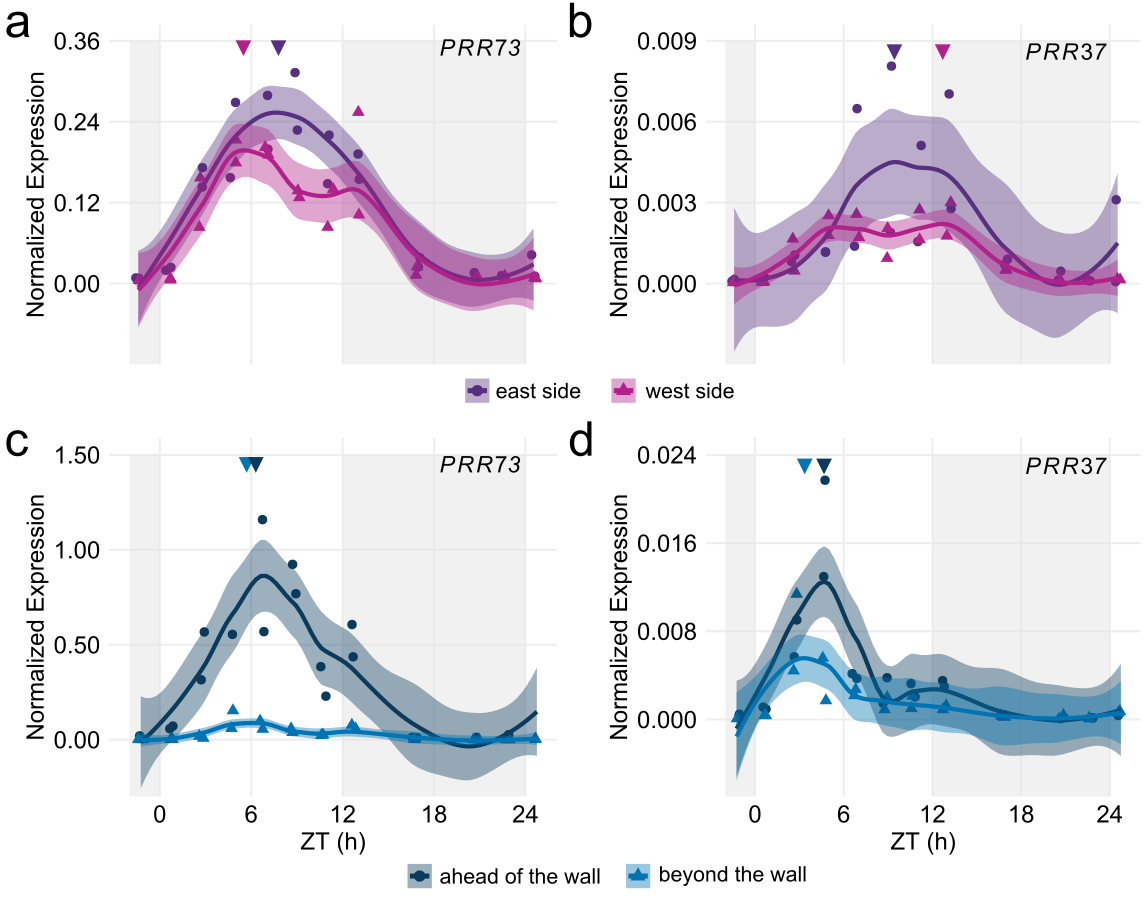 a
0.36
0.24
0.12
0.00
Normalized Expression
PRR73
b
0.009
0.006
0.003
0.000
Normalized Expression
PRR37
east side
west side
c
1.50
1.00
0.50
0.00
Normalized Expression
PRR73
0 6 12 18 24
ZT (h)
d
0.024
0.016
0.008
0.000
Normalized Expression
PRR37
0 6 12 18 24
ZT (h)
ahead of the wall
beyond the wall